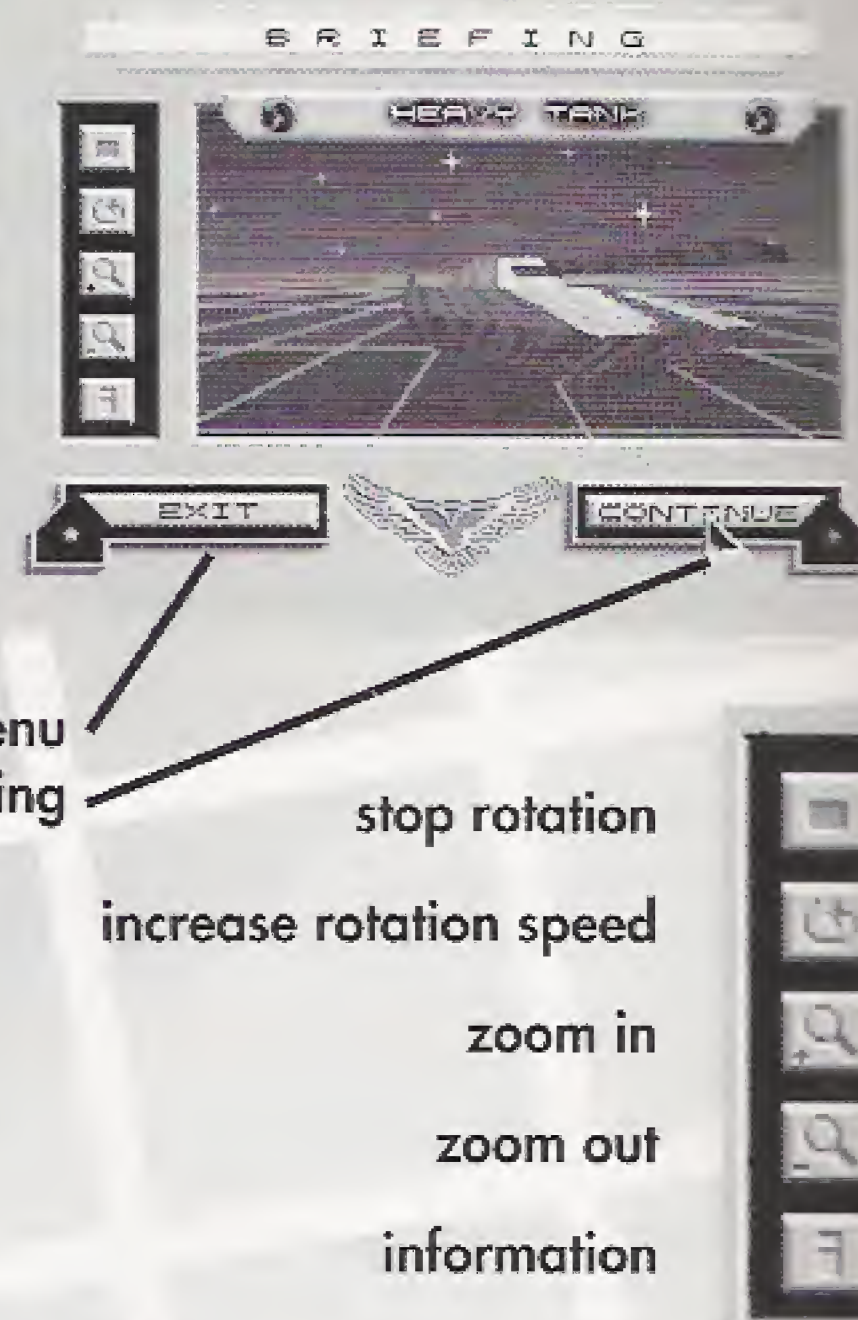 BRIEFING
HEAVY TANK
EXIT
CONTINUE
stop rotation
increase rotation speed
zoom in
zoom out
information